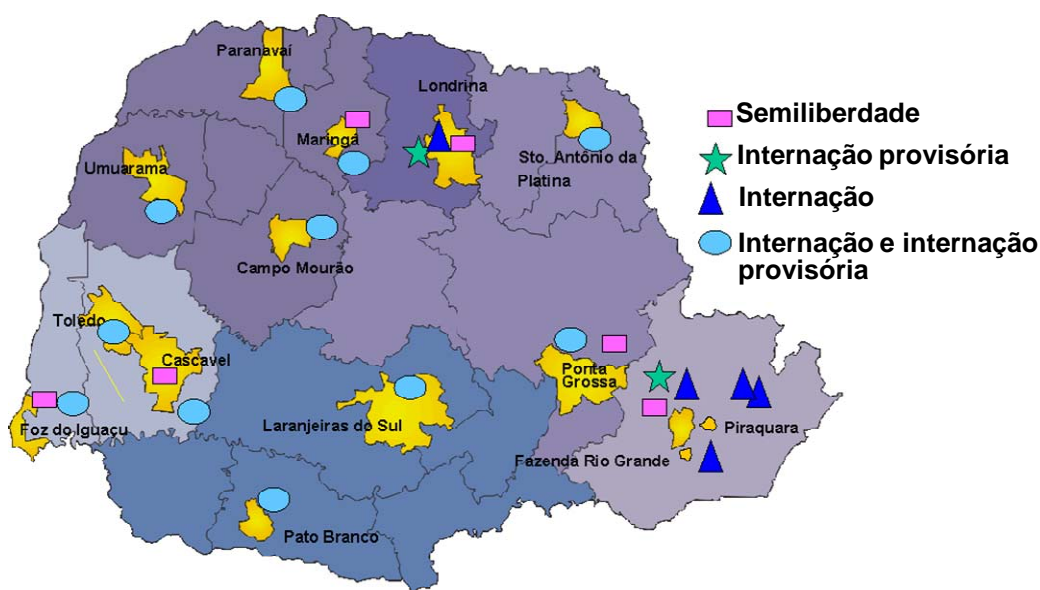 Paranavaí
Londrina
Maringá
Sto. Antônio da
Platina
Umuarama
Campo Mourão
Toledo
Cascavel
Foz do Iguaçu
Ponta
Grossa
Laranjeiras do Sul
Piraquara
Fazenda Rio Grande
Pato Branco
Semiliberdade
Internação provisória
Internação
Internação e internação
provisória